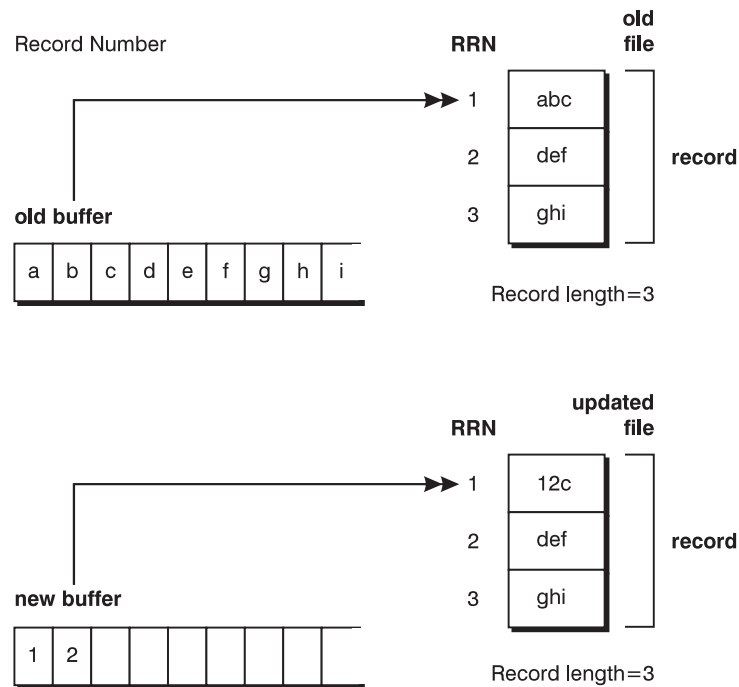 old
Record Number RRN file
1 abc
2 def record
old buffer
3 ghi
a b c d e f g h i
Record length=3
updated
RRN file
1 12c
2 def record
new buffer
3 ghi
1 2
Record length=3